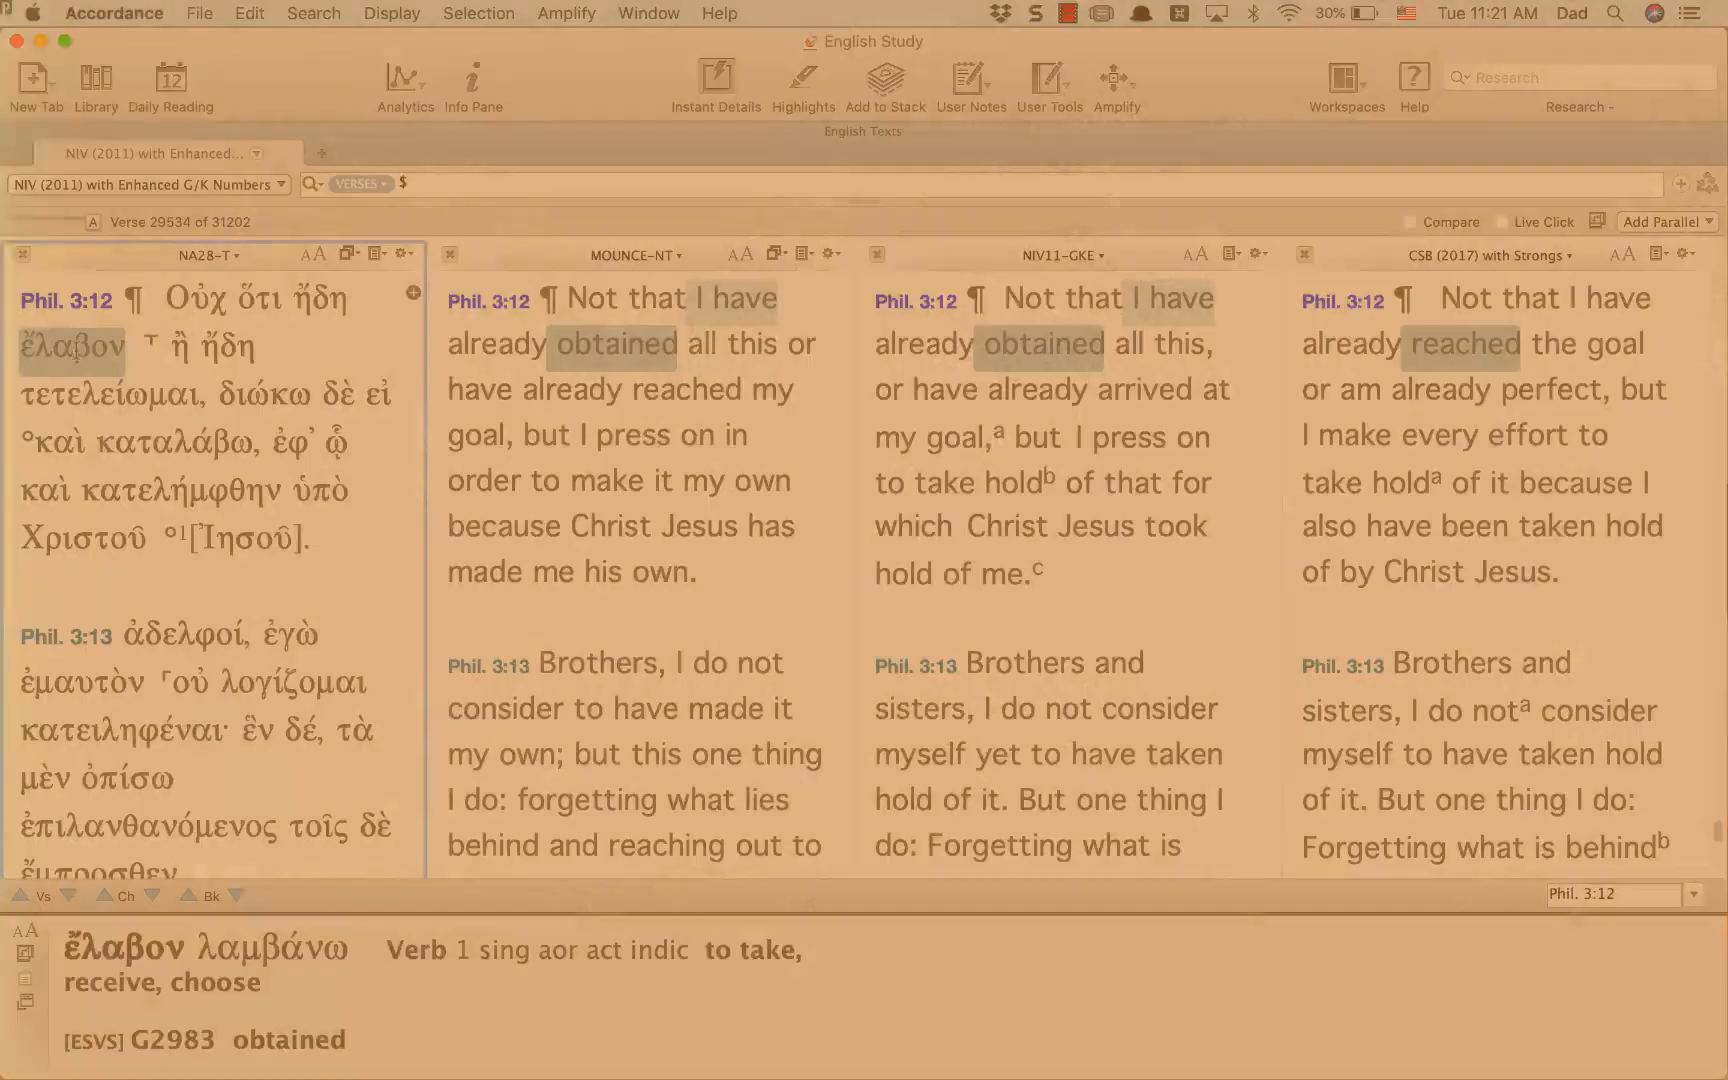 Accordance File Edit Search Display Selection Amplify Window Help 30% Tue 11:21 AM Dad
English Study
New Tab Library Daily Reading Analytics Info Pane Instant Details Highlights Add to Stack User Notes User Tools Amplify Workspaces Help Research
12
Research
English Texts
NIV (2011) with Enhanced... +
NIV (2011) with Enhanced G/K Numbers VERSES $
A Verse 29534 of 31202 Compare Live Click Add Parallel
NA28-T
Phil. 3:12 ¶ Οὐχ ὅτι ἤδη
ἔλαβον ⸆ ἢ ἤδη
τετελείωμαι, διώκω δὲ εἰ
°καὶ καταλάβω, ἐφ’ ᾧ
καὶ κατελήμφθην ὑπὸ
Χριστοῦ °¹[Ἰησοῦ].
Phil. 3:13 ἀδελφοί, ἐγὼ
ἐμαυτὸν ⸀οὐ λογίζομαι
κατειληφέναι· ἓν δέ, τὰ
μὲν ὀπίσω
ἐπιλανθανόμενος τοῖς δὲ
ἔμπροσθεν
MOUNCE-NT
Phil. 3:12 ¶ Not that I have
already obtained all this or
have already reached my
goal, but I press on in
order to make it my own
because Christ Jesus has
made me his own.
Phil. 3:13 Brothers, I do not
consider to have made it
my own; but this one thing
I do: forgetting what lies
behind and reaching out to
NIV11-GKE
Phil. 3:12 ¶ Not that I have
already obtained all this,
or have already arrived at
my goal,ᵃ but I press on
to take holdᵇ of that for
which Christ Jesus took
hold of me.ᶜ
Phil. 3:13 Brothers and
sisters, I do not consider
myself yet to have taken
hold of it. But one thing I
do: Forgetting what is
CSB (2017) with Strongs
Phil. 3:12 ¶ Not that I have
already reached the goal
or am already perfect, but
I make every effort to
take holdᵃ of it because I
also have been taken hold
of by Christ Jesus.
Phil. 3:13 Brothers and
sisters, I do notᵃ consider
myself to have taken hold
of it. But one thing I do:
Forgetting what is behindᵇ
Vs Ch Bk Phil. 3:12
ἔλαβον λαμβάνω Verb 1 sing aor act indic to take,
receive, choose
[ESVS] G2983 obtained